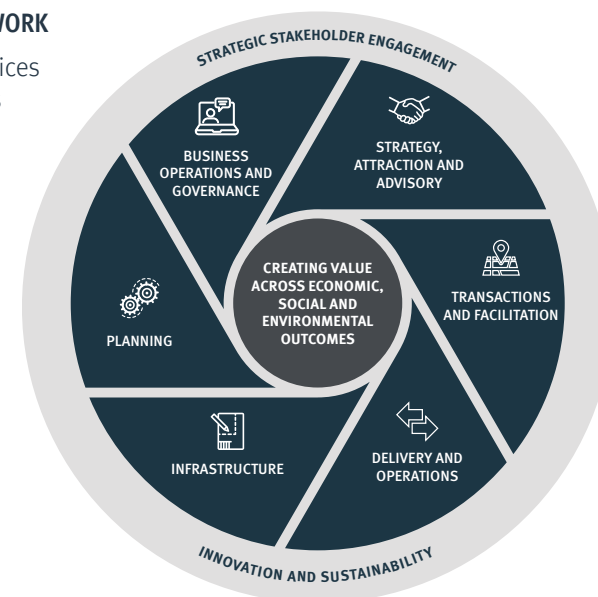 WORK
ices
STRATEGIC STAKEHOLDER ENGAGEMENT
BUSINESS
OPERATIONS AND
GOVERNANCE
STRATEGY,
ATTRACTION AND
ADVISORY
TRANSACTIONS
AND FACILITATION
DELIVERY AND
OPERATIONS
INFRASTRUCTURE
PLANNING
CREATING VALUE
ACROSS ECONOMIC,
SOCIAL AND
ENVIRONMENTAL
OUTCOMES
INNOVATION AND SUSTAINABILITY